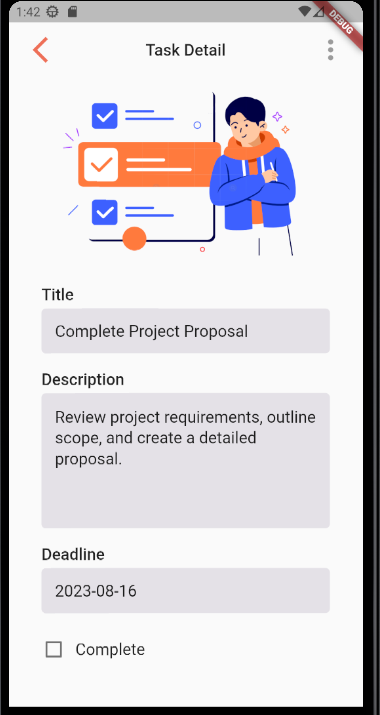 1:42
DEBUG
Task Detail
Title
Complete Project Proposal
Description
Review project requirements, outline
scope, and create a detailed
proposal.
Deadline
2023-08-16
Complete